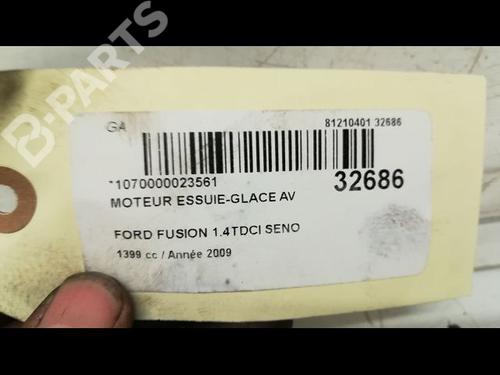 B-PARTS
GA
81210401 32686
*1070000023561
32686
MOTEUR ESSUIE-GLACE AV
FORD FUSION 1.4TDCI SENO
1399 cc / Année 2009